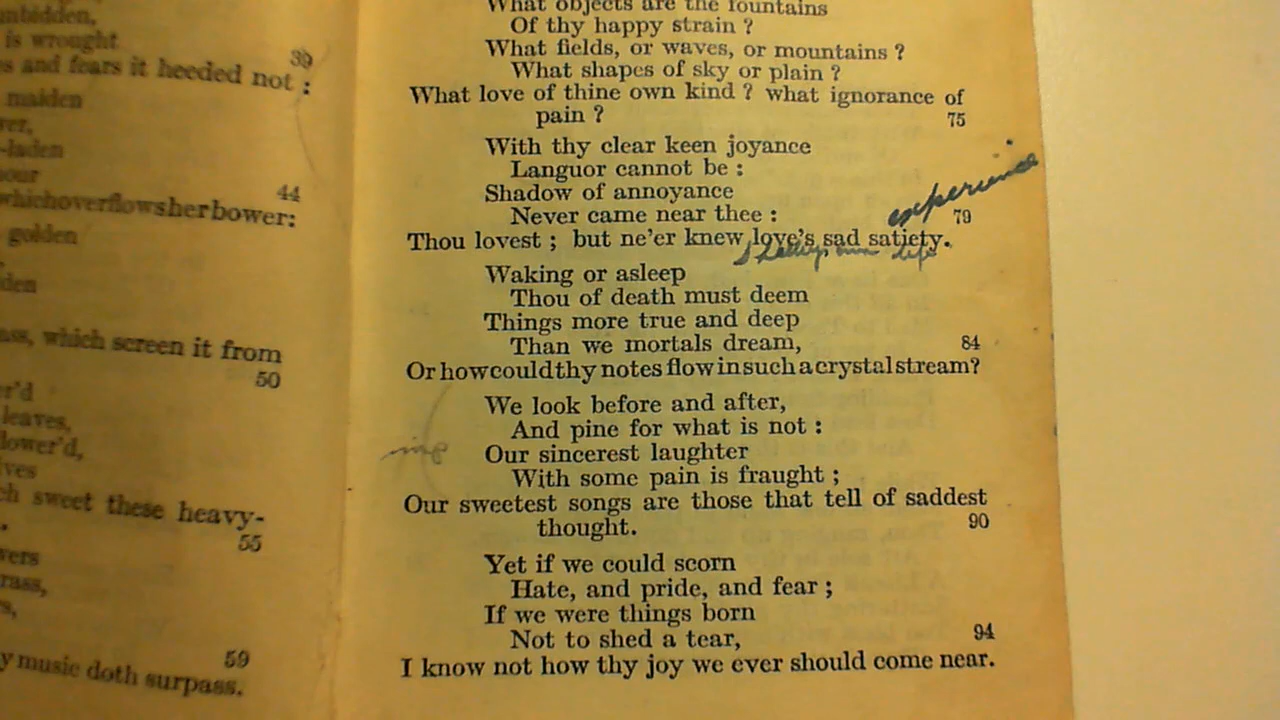 unbidden,
is wrought
39
and fears it heeded not :
maiden
-laden
44
whichoverflowsherbower:
golden
which screen it from
50
leaves,
sweet these heavy-
55
59
music doth surpass.
What objects are the fountains
Of thy happy strain ?
What fields, or waves, or mountains ?
What shapes of sky or plain ?
What love of thine own kind ? what ignorance of
pain ? 75
With thy clear keen joyance
Languor cannot be :
Shadow of annoyance
experience
Never came near thee : 79
Thou lovest ; but ne'er knew love's sad satiety.
Shelley's own life
Waking or asleep
Thou of death must deem
Things more true and deep
Than we mortals dream, 84
Or how could thy notes flow in such a crystal stream?
We look before and after,
And pine for what is not :
imp
Our sincerest laughter
With some pain is fraught ;
Our sweetest songs are those that tell of saddest
thought. 90
Yet if we could scorn
Hate, and pride, and fear ;
If we were things born
Not to shed a tear, 94
I know not how thy joy we ever should come near.